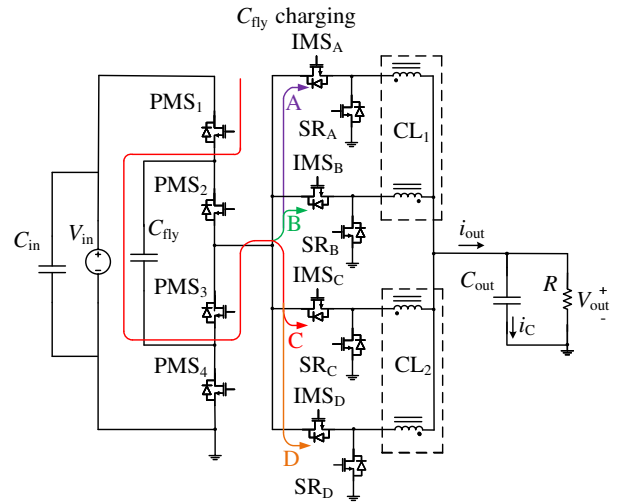 C_fly charging
IMS_A
PMS_1
A
SR_A
CL_1
IMS_B
PMS_2
C_fly
B
SR_B
C_in
V_in
+
-
i_out
IMS_C
C_out
R
+
V_out
-
PMS_3
C
i_C
SR_C
CL_2
PMS_4
IMS_D
D
SR_D